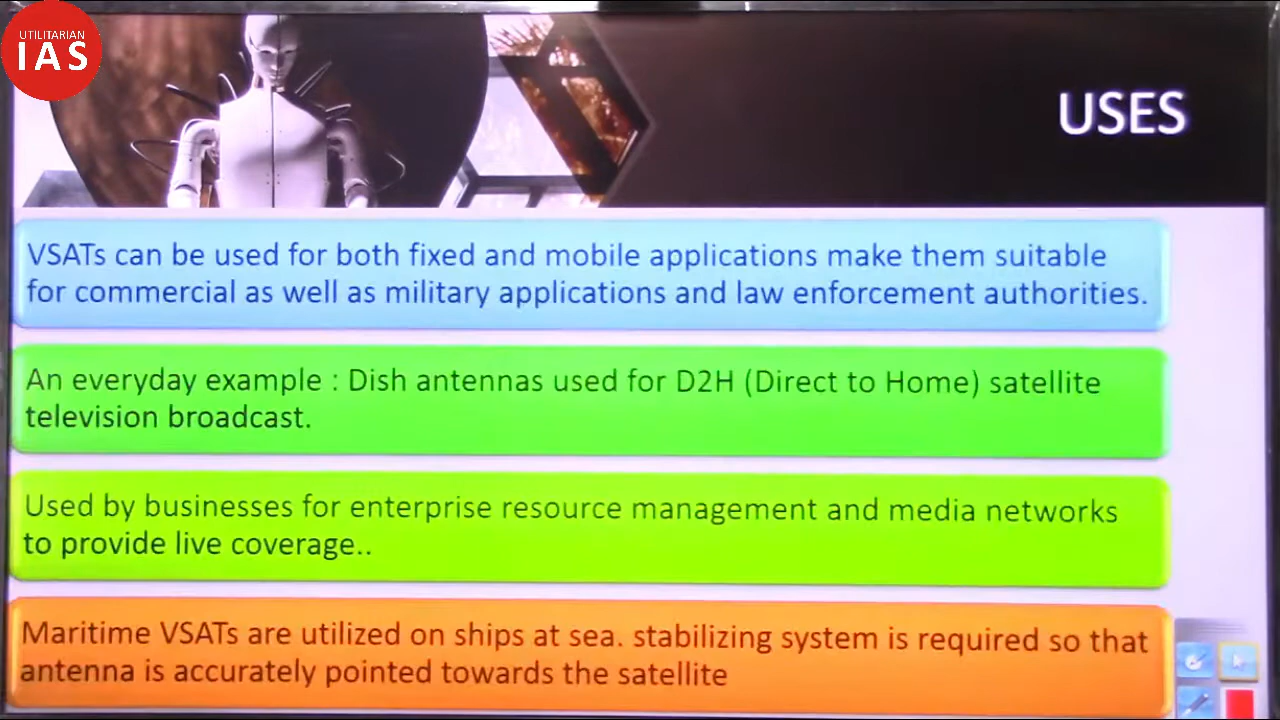 UTILITARIAN
IAS
USES
VSATs can be used for both fixed and mobile applications make them suitable
for commercial as well as military applications and law enforcement authorities.
An everyday example : Dish antennas used for D2H (Direct to Home) satellite
television broadcast.
Used by businesses for enterprise resource management and media networks
to provide live coverage..
Maritime VSATs are utilized on ships at sea. stabilizing system is required so that
antenna is accurately pointed towards the satellite